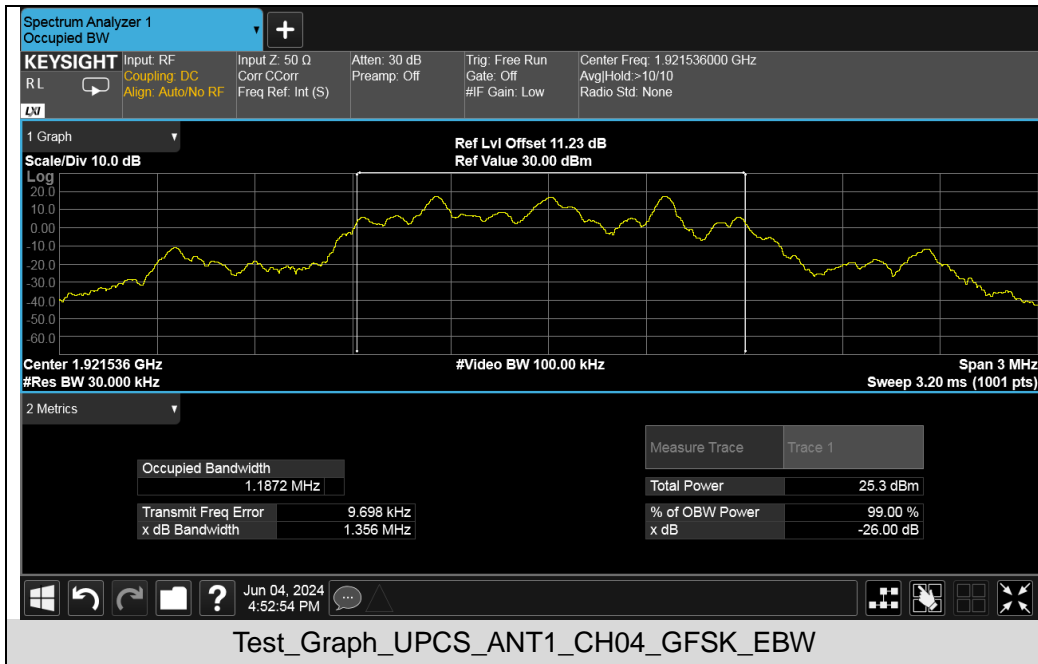 Spectrum Analyzer 1
Occupied BW
KEYSIGHT
R L
LXI
Input: RF
Coupling: DC
Align: Auto/No RF
Input Z: 50 Ω
Corr CCorr
Freq Ref: Int (S)
Atten: 30 dB
Preamp: Off
Trig: Free Run
Gate: Off
#IF Gain: Low
Center Freq: 1.921536000 GHz
Avg|Hold:>10/10
Radio Std: None
1 Graph
Scale/Div 10.0 dB
Ref Lvl Offset 11.23 dB
Ref Value 30.00 dBm
Log
20.0
10.0
0.00
-10.0
-20.0
-30.0
-40.0
-50.0
-60.0
Center 1.921536 GHz
#Video BW 100.00 kHz
Span 3 MHz
#Res BW 30.000 kHz
Sweep 3.20 ms (1001 pts)
2 Metrics
Measure Trace Trace 1
Occupied Bandwidth
1.1872 MHz
Total Power 25.3 dBm
Transmit Freq Error 9.698 kHz
% of OBW Power 99.00 %
x dB Bandwidth 1.356 MHz
x dB -26.00 dB
?
Jun 04, 2024
4:52:54 PM
Test_Graph_UPCS_ANT1_CH04_GFSK_EBW